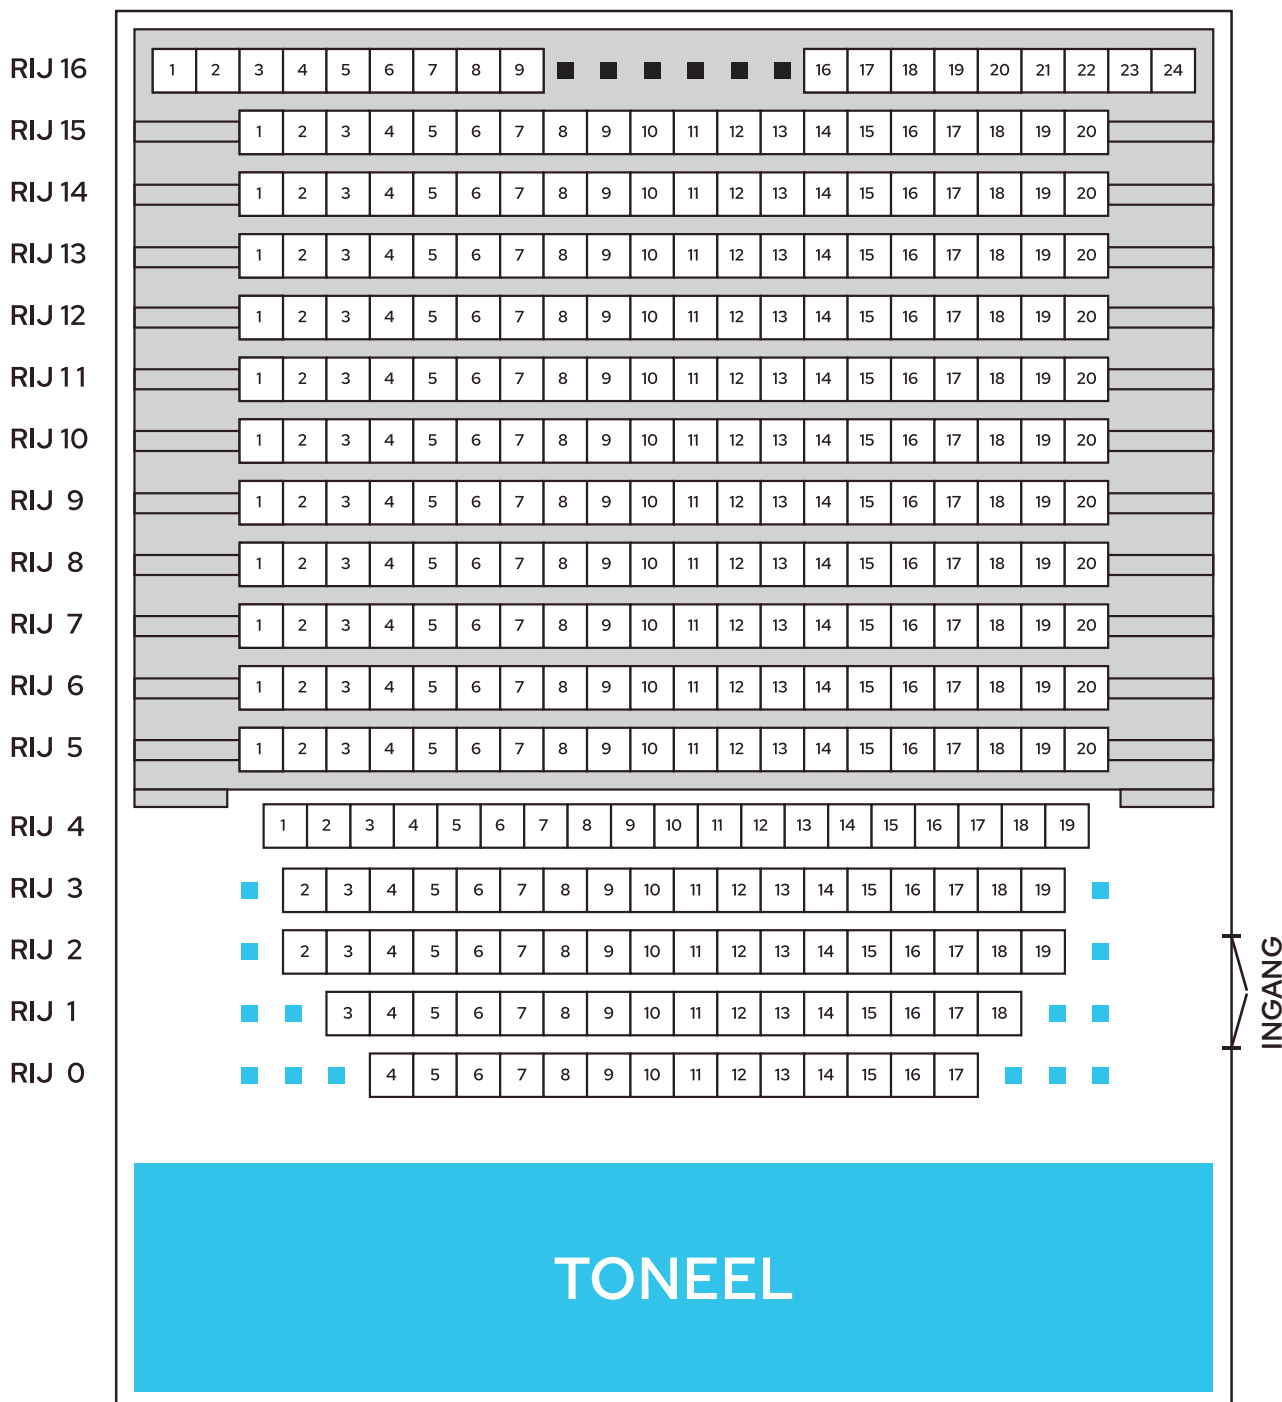 RIJ 16 1 2 3 4 5 6 7 8 9 16 17 18 19 20 21 22 23 24
RIJ 15 1 2 3 4 5 6 7 8 9 10 11 12 13 14 15 16 17 18 19 20
RIJ 14 1 2 3 4 5 6 7 8 9 10 11 12 13 14 15 16 17 18 19 20
RIJ 13 1 2 3 4 5 6 7 8 9 10 11 12 13 14 15 16 17 18 19 20
RIJ 12 1 2 3 4 5 6 7 8 9 10 11 12 13 14 15 16 17 18 19 20
RIJ 11 1 2 3 4 5 6 7 8 9 10 11 12 13 14 15 16 17 18 19 20
RIJ 10 1 2 3 4 5 6 7 8 9 10 11 12 13 14 15 16 17 18 19 20
RIJ 9 1 2 3 4 5 6 7 8 9 10 11 12 13 14 15 16 17 18 19 20
RIJ 8 1 2 3 4 5 6 7 8 9 10 11 12 13 14 15 16 17 18 19 20
RIJ 7 1 2 3 4 5 6 7 8 9 10 11 12 13 14 15 16 17 18 19 20
RIJ 6 1 2 3 4 5 6 7 8 9 10 11 12 13 14 15 16 17 18 19 20
RIJ 5 1 2 3 4 5 6 7 8 9 10 11 12 13 14 15 16 17 18 19 20
RIJ 4 1 2 3 4 5 6 7 8 9 10 11 12 13 14 15 16 17 18 19
RIJ 3 2 3 4 5 6 7 8 9 10 11 12 13 14 15 16 17 18 19
RIJ 2 2 3 4 5 6 7 8 9 10 11 12 13 14 15 16 17 18 19
RIJ 1 3 4 5 6 7 8 9 10 11 12 13 14 15 16 17 18
RIJ 0 4 5 6 7 8 9 10 11 12 13 14 15 16 17
INGANG
TONEEL